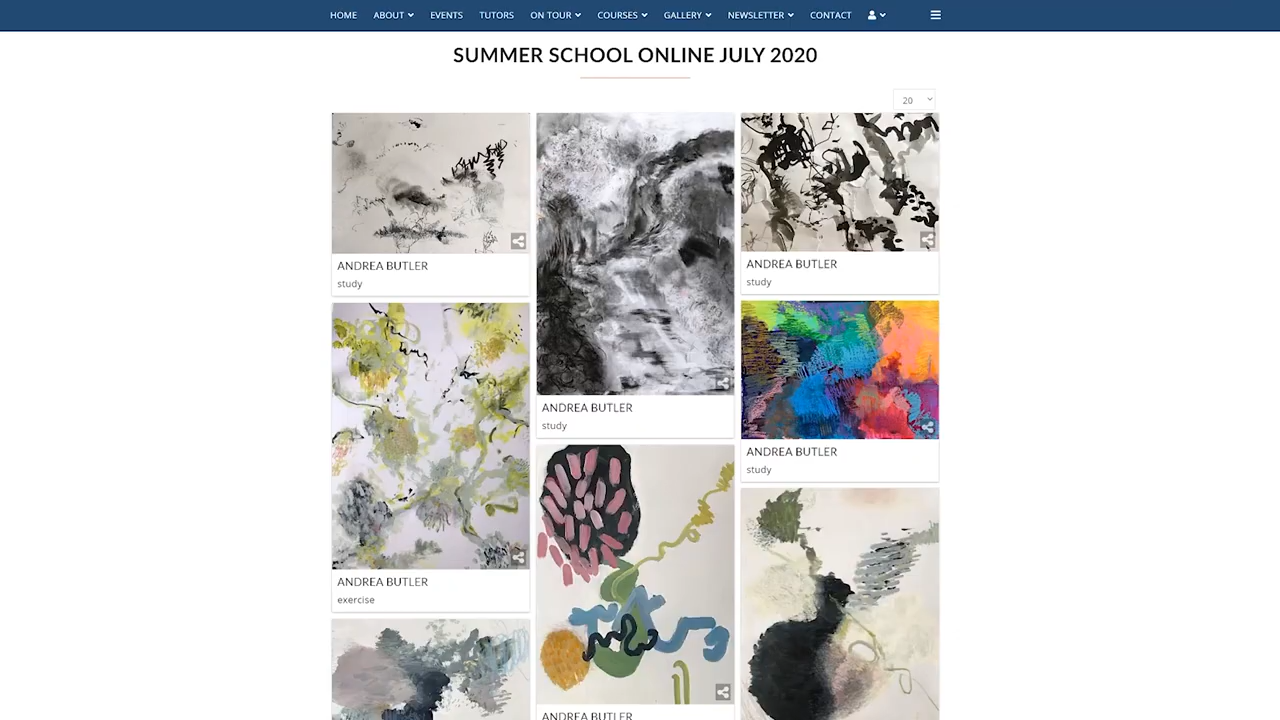 HOME ABOUT EVENTS TUTORS ON TOUR COURSES GALLERY NEWSLETTER CONTACT
SUMMER SCHOOL ONLINE JULY 2020
20
ANDREA BUTLER
study
ANDREA BUTLER
study
ANDREA BUTLER
study
ANDREA BUTLER
study
ANDREA BUTLER
exercise
ANDREA BUTLER